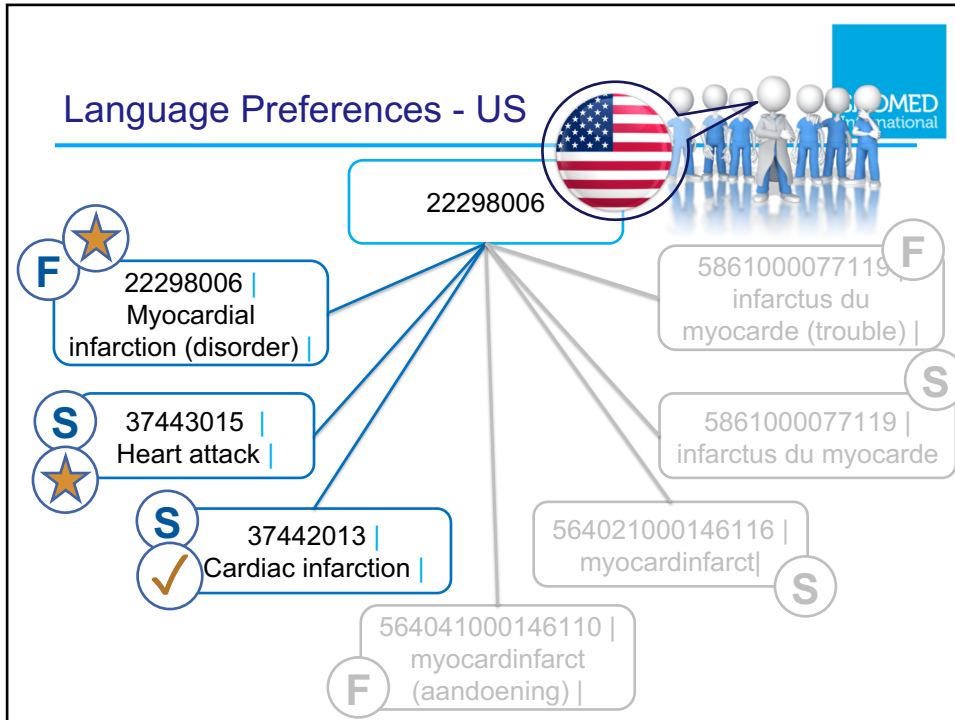 Language Preferences - US
MED
International
22298006
F
22298006 |
Myocardial
infarction (disorder) |
S
37443015 |
Heart attack |
S
37442013 |
Cardiac infarction |
F
564041000146110 |
myocardinfarct
(aandoening) |
564021000146116 |
myocardinfarct|
S
S
5861000077119 |
infarctus du myocarde
F
5861000077119 |
infarctus du
myocarde (trouble) |